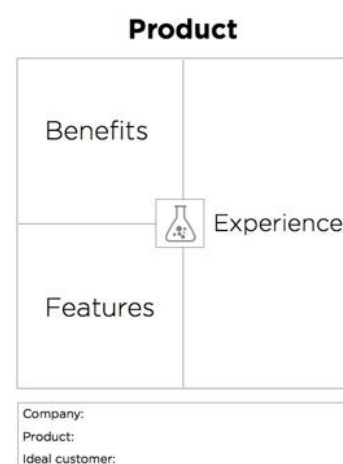 Product
Benefits
Experience
Features
Company:
Product:
Ideal customer: